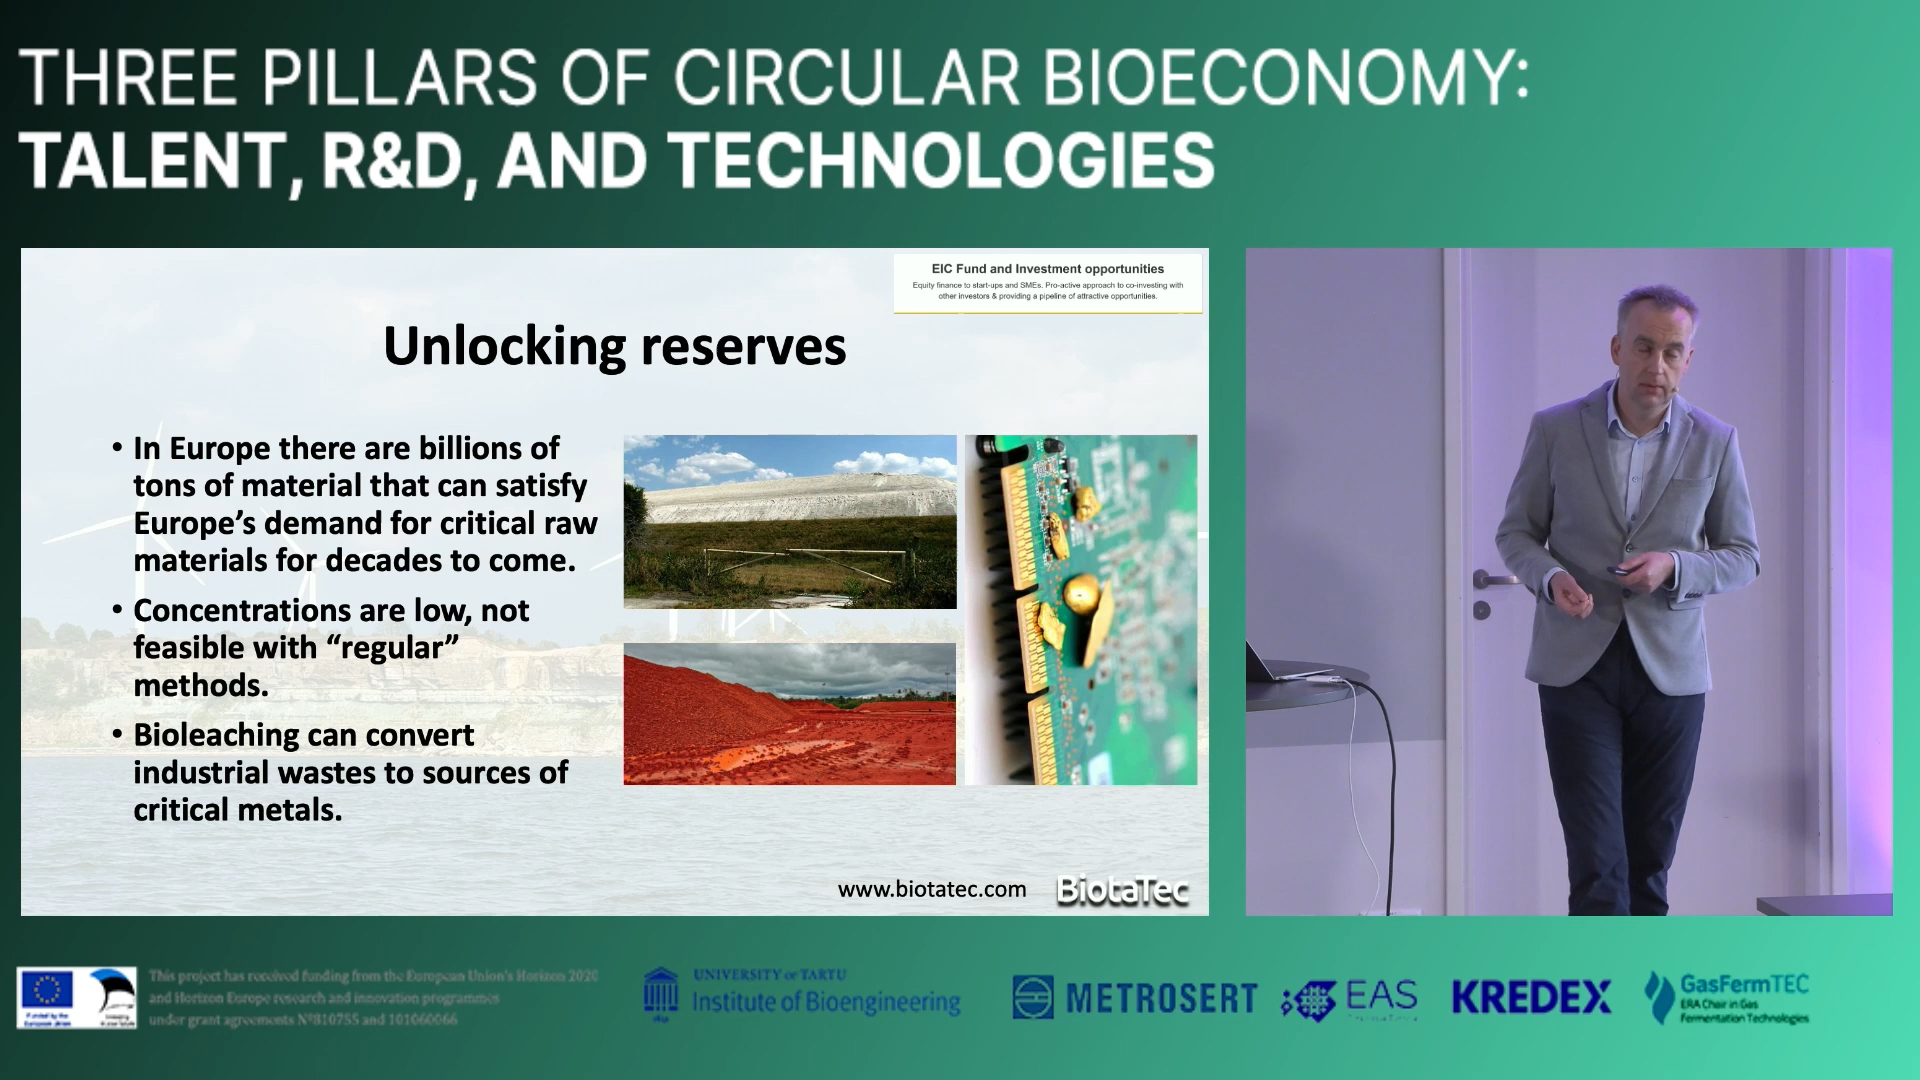 THREE PILLARS OF CIRCULAR BIOECONOMY:
TALENT, R&D, AND TECHNOLOGIES
EIC Fund and Investment opportunities
Equity finance to start-ups and SMEs. Pro-active approach to co-investing with
other investors & providing a pipeline of attractive opportunities.
Unlocking reserves
• In Europe there are billions of
tons of material that can satisfy
Europe’s demand for critical raw
materials for decades to come.
• Concentrations are low, not
feasible with “regular”
methods.
• Bioleaching can convert
industrial wastes to sources of
critical metals.
www.biotatec.com
BiotaTec
This project has received funding from the European Union's Horizon 2020
and Horizon Europe research and innovation programmes
under grant agreements Nº810755 and 101060066
Funded by the
European Union
UNIVERSITY OF TARTU
Institute of Bioengineering
METROSERT
EAS
KREDEX
GasFermTEC
ERA Chair in Gas
Fermentation Technologies